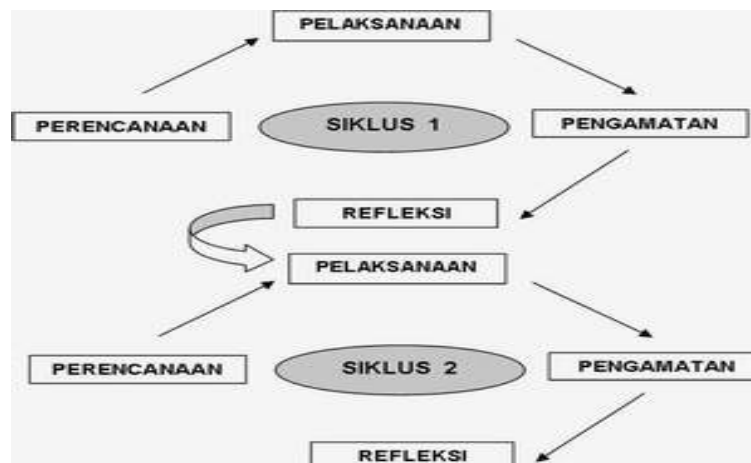 PELAKSANAAN
PERENCANAAN
SIKLUS 1
PENGAMATAN
REFLEKSI
PELAKSANAAN
PERENCANAAN
SIKLUS 2
PENGAMATAN
REFLEKSI